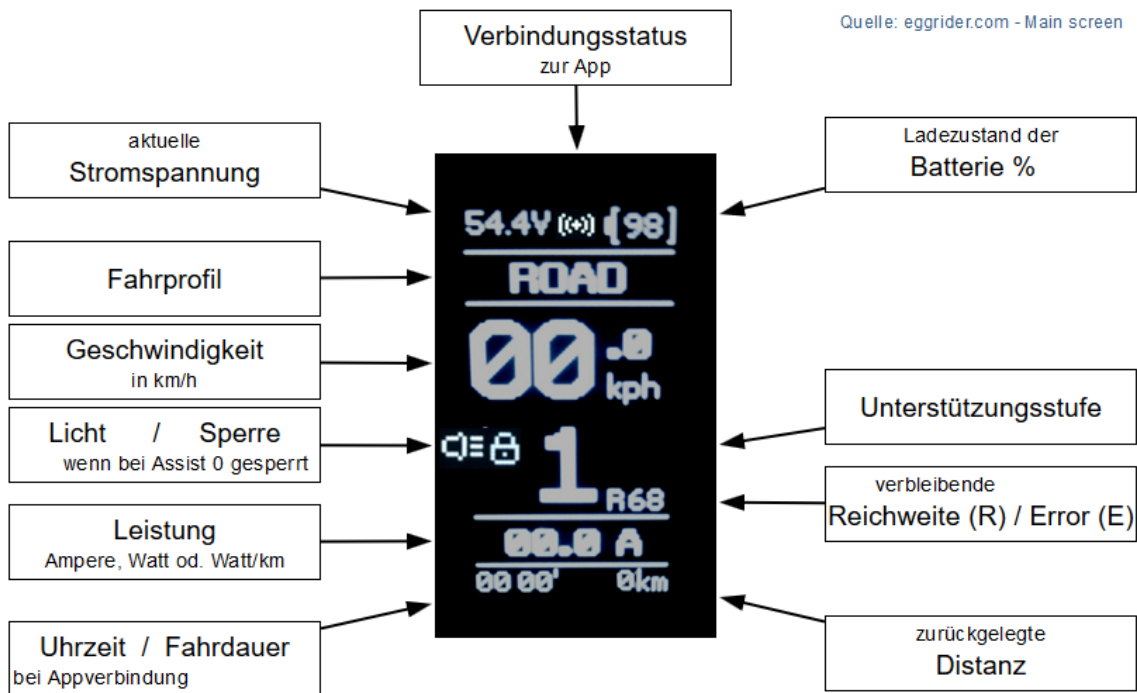 Quelle: eggrider.com - Main screen
Verbindungsstatus
zur App
aktuelle
Stromspannung
Ladezustand der
Batterie %
Fahrprofil
Geschwindigkeit
in km/h
Licht / Sperre
wenn bei Assist 0 gesperrt
Leistung
Ampere, Watt od. Watt/km
Uhrzeit / Fahrdauer
bei Appverbindung
54.4V 98
ROAD
00.0
kph
1
R68
00.0 A
00 00' 0km
Unterstützungsstufe
verbleibende
Reichweite (R) / Error (E)
zurückgelegte
Distanz